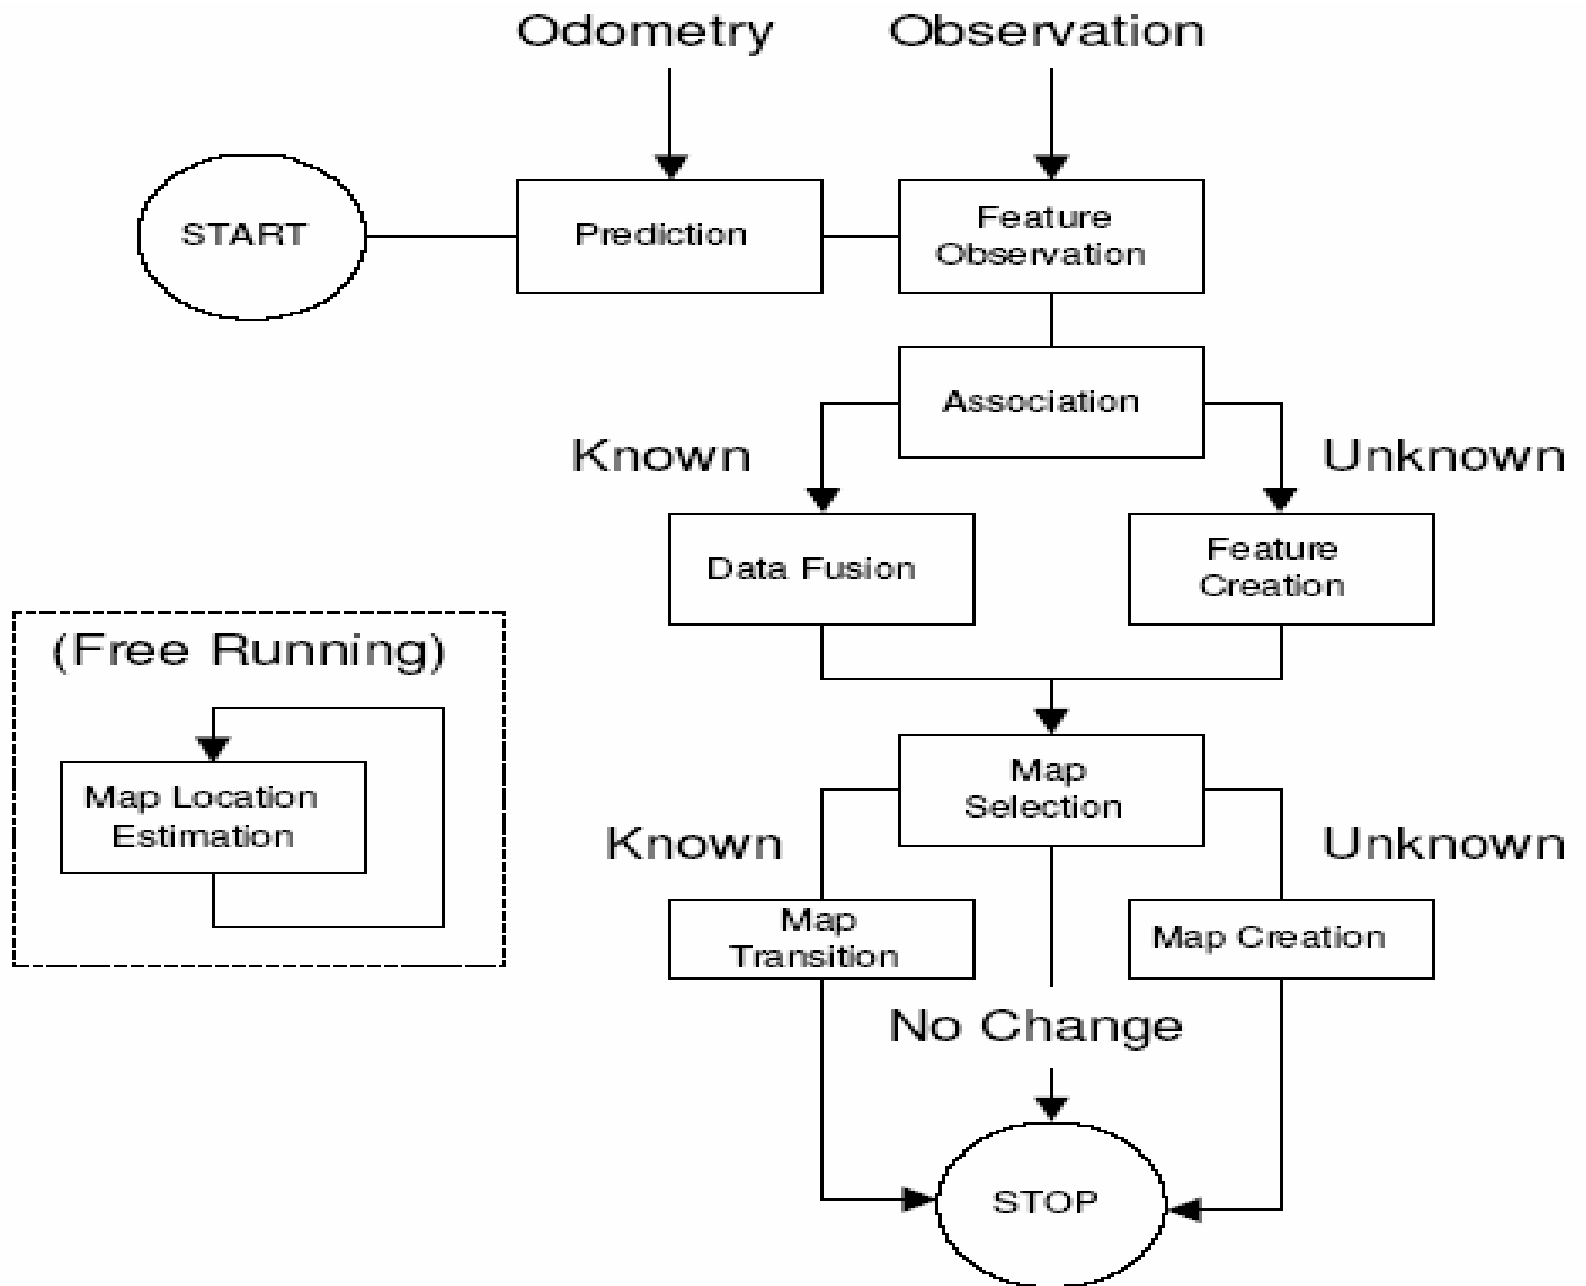 Odometry
Observation
START
Prediction
Feature
Observation
Association
Known
Unknown
Data Fusion
Feature
Creation
(Free Running)
Map Location
Estimation
Map
Selection
Known
Unknown
Map
Transition
Map Creation
No Change
STOP